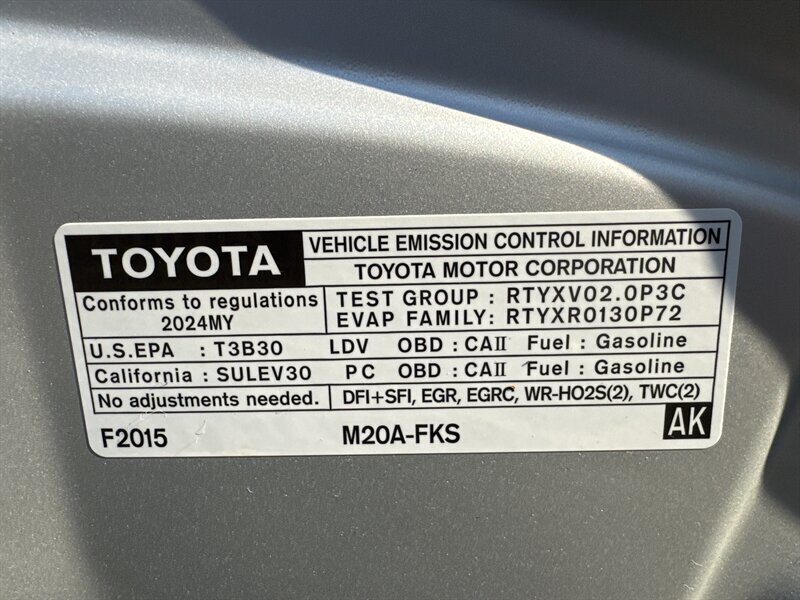 TOYOTA
VEHICLE EMISSION CONTROL INFORMATION
TOYOTA MOTOR CORPORATION
Conforms to regulations
2024MY
TEST GROUP : RTYXV02.0P3C
EVAP FAMILY: RTYXR0130P72
U.S.EPA : T3B30 LDV OBD : CAII Fuel : Gasoline
California : SULEV30 PC OBD : CAII Fuel : Gasoline
No adjustments needed. DFI+SFI, EGR, EGRC, WR-HO2S(2), TWC(2)
F2015 M20A-FKS AK